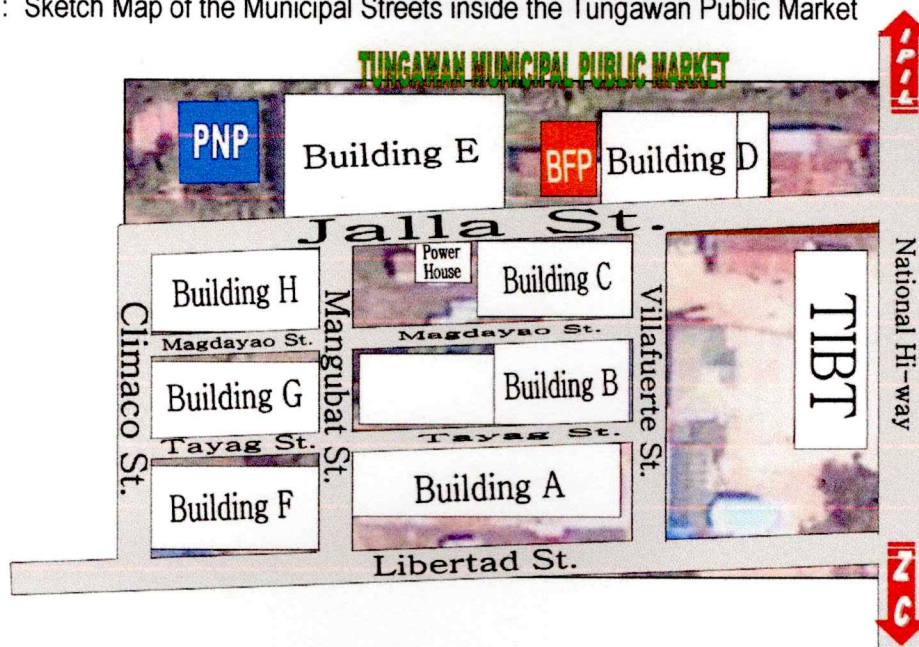 : Sketch Map of the Municipal Streets inside the Tungawan Public Market
TUNGAWAN MUNICIPAL PUBLIC MARKET
IPIL
PNP
Building E
BFP
Building D
Jalla St.
Power
House
Building H
Building C
Magdayao St.
Magdayao St.
Climaco St.
Mangubat St.
Villafuerte St.
TIBT
National Hi-way
Building G
Building B
Tayag St.
Tayag St.
Building F
Building A
Libertad St.
ZC